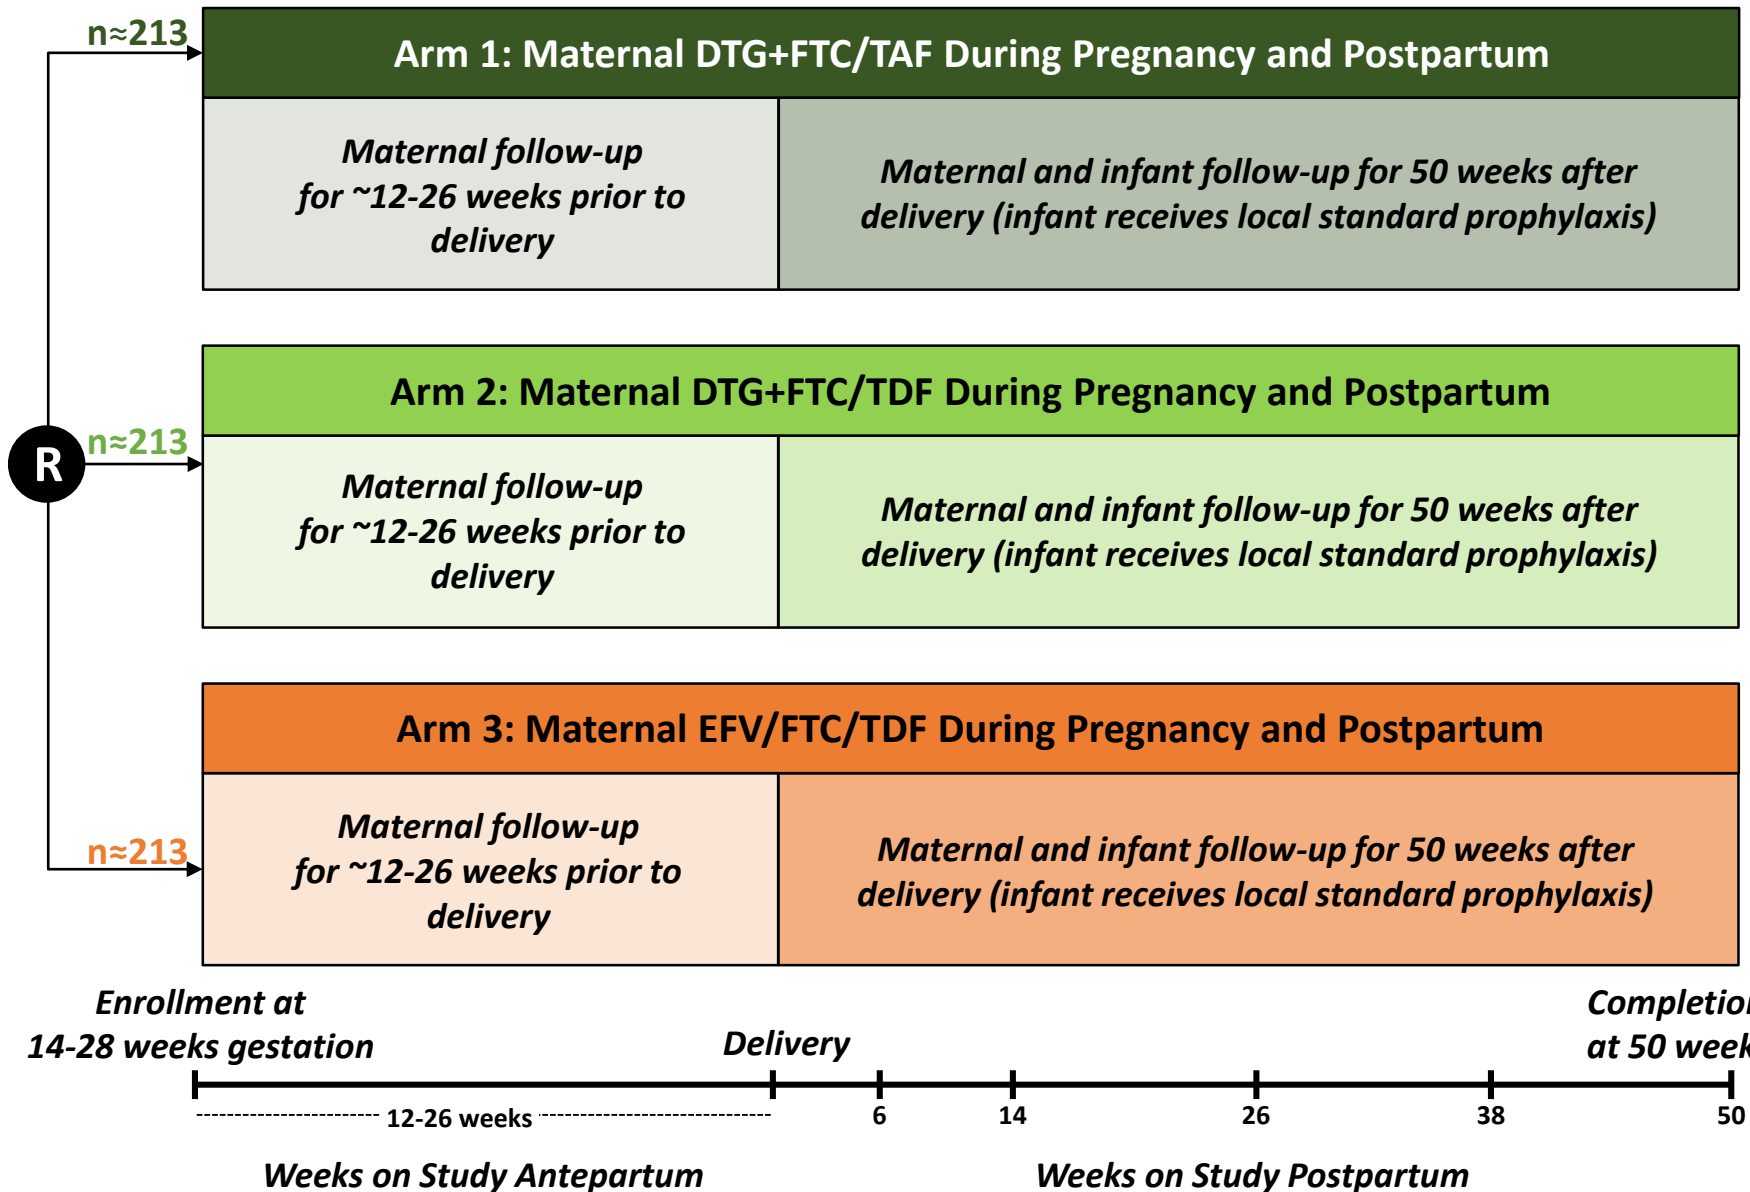 n≈213
Arm 1: Maternal DTG+FTC/TAF During Pregnancy and Postpartum
Maternal follow-up
for ~12-26 weeks prior to
delivery
Maternal and infant follow-up for 50 weeks after
delivery (infant receives local standard prophylaxis)
R
n≈213
Arm 2: Maternal DTG+FTC/TDF During Pregnancy and Postpartum
Maternal follow-up
for ~12-26 weeks prior to
delivery
Maternal and infant follow-up for 50 weeks after
delivery (infant receives local standard prophylaxis)
n≈213
Arm 3: Maternal EFV/FTC/TDF During Pregnancy and Postpartum
Maternal follow-up
for ~12-26 weeks prior to
delivery
Maternal and infant follow-up for 50 weeks after
delivery (infant receives local standard prophylaxis)
Enrollment at
14-28 weeks gestation
Delivery
Completion
at 50 week
12-26 weeks
6 14 26 38 50
Weeks on Study Antepartum
Weeks on Study Postpartum